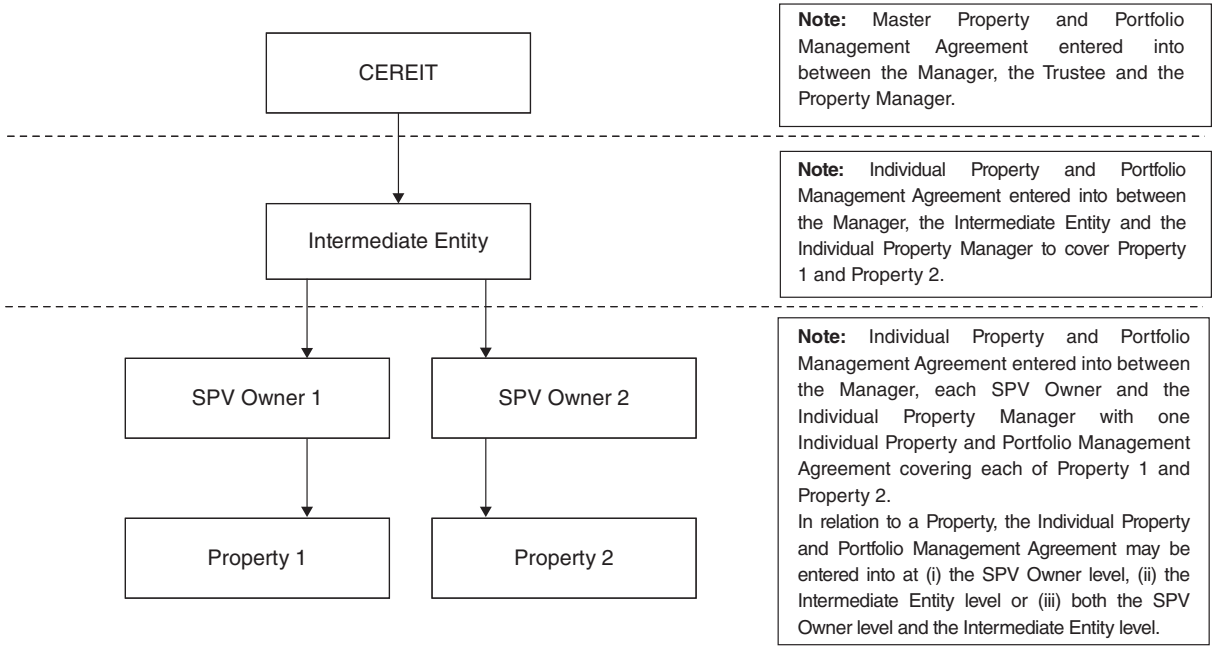 CEREIT
Note: Master Property and Portfolio
Management Agreement entered into
between the Manager, the Trustee and the
Property Manager.
Intermediate Entity
Note: Individual Property and Portfolio
Management Agreement entered into between
the Manager, the Intermediate Entity and the
Individual Property Manager to cover Property
1 and Property 2.
SPV Owner 1
SPV Owner 2
Property 1
Property 2
Note: Individual Property and Portfolio
Management Agreement entered into between
the Manager, each SPV Owner and the
Individual Property Manager with one
Individual Property and Portfolio Management
Agreement covering each of Property 1 and
Property 2.
In relation to a Property, the Individual Property
and Portfolio Management Agreement may be
entered into at (i) the SPV Owner level, (ii) the
Intermediate Entity level or (iii) both the SPV
Owner level and the Intermediate Entity level.